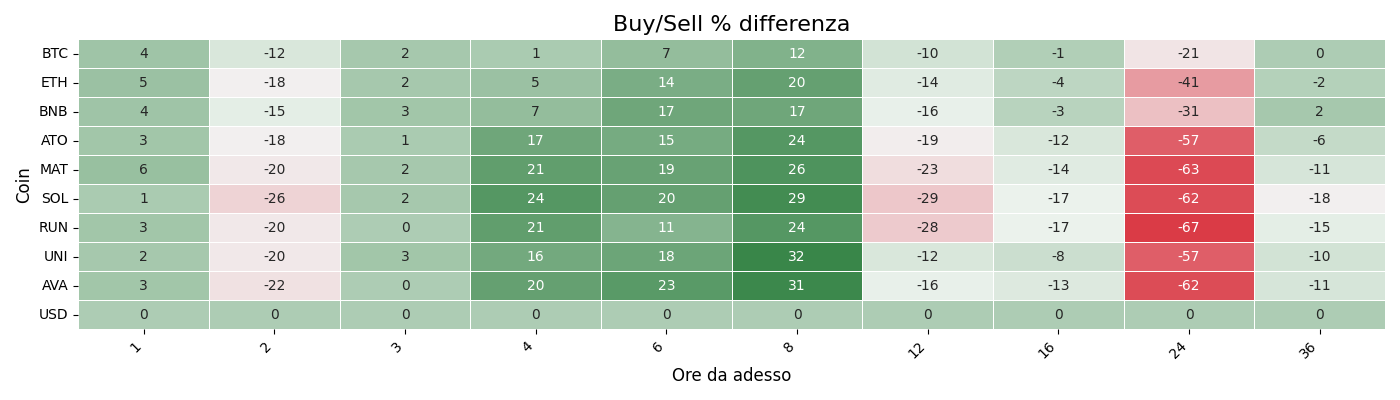 Buy/Sell % differenza
Coin
BTC 4 -12 2 1 7 12 -10 -1 -21 0
ETH 5 -18 2 5 14 20 -14 -4 -41 -2
BNB 4 -15 3 7 17 17 -16 -3 -31 2
ATO 3 -18 1 17 15 24 -19 -12 -57 -6
MAT 6 -20 2 21 19 26 -23 -14 -63 -11
SOL 1 -26 2 24 20 29 -29 -17 -62 -18
RUN 3 -20 0 21 11 24 -28 -17 -67 -15
UNI 2 -20 3 16 18 32 -12 -8 -57 -10
AVA 3 -22 0 20 23 31 -16 -13 -62 -11
USD 0 0 0 0 0 0 0 0 0 0
1 2 3 4 6 8 12 16 24 36
Ore da adesso